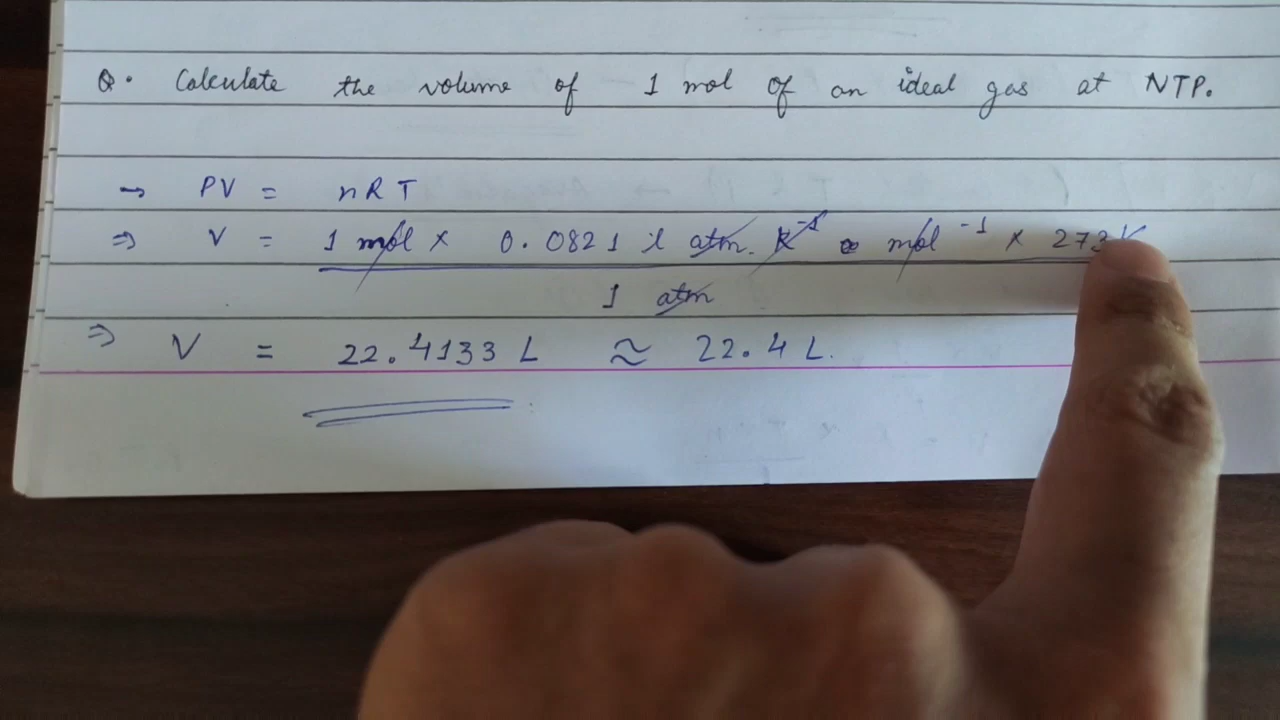 Q. Calculate the volume of 1 mol of an ideal gas at NTP.
→ PV = nRT
⇒ V = 1 mol × 0.0821 l atm. K⁻¹ mol⁻¹ × 273 K
1 atm
⇒ V = 22.4133 L ≈ 22.4 L.